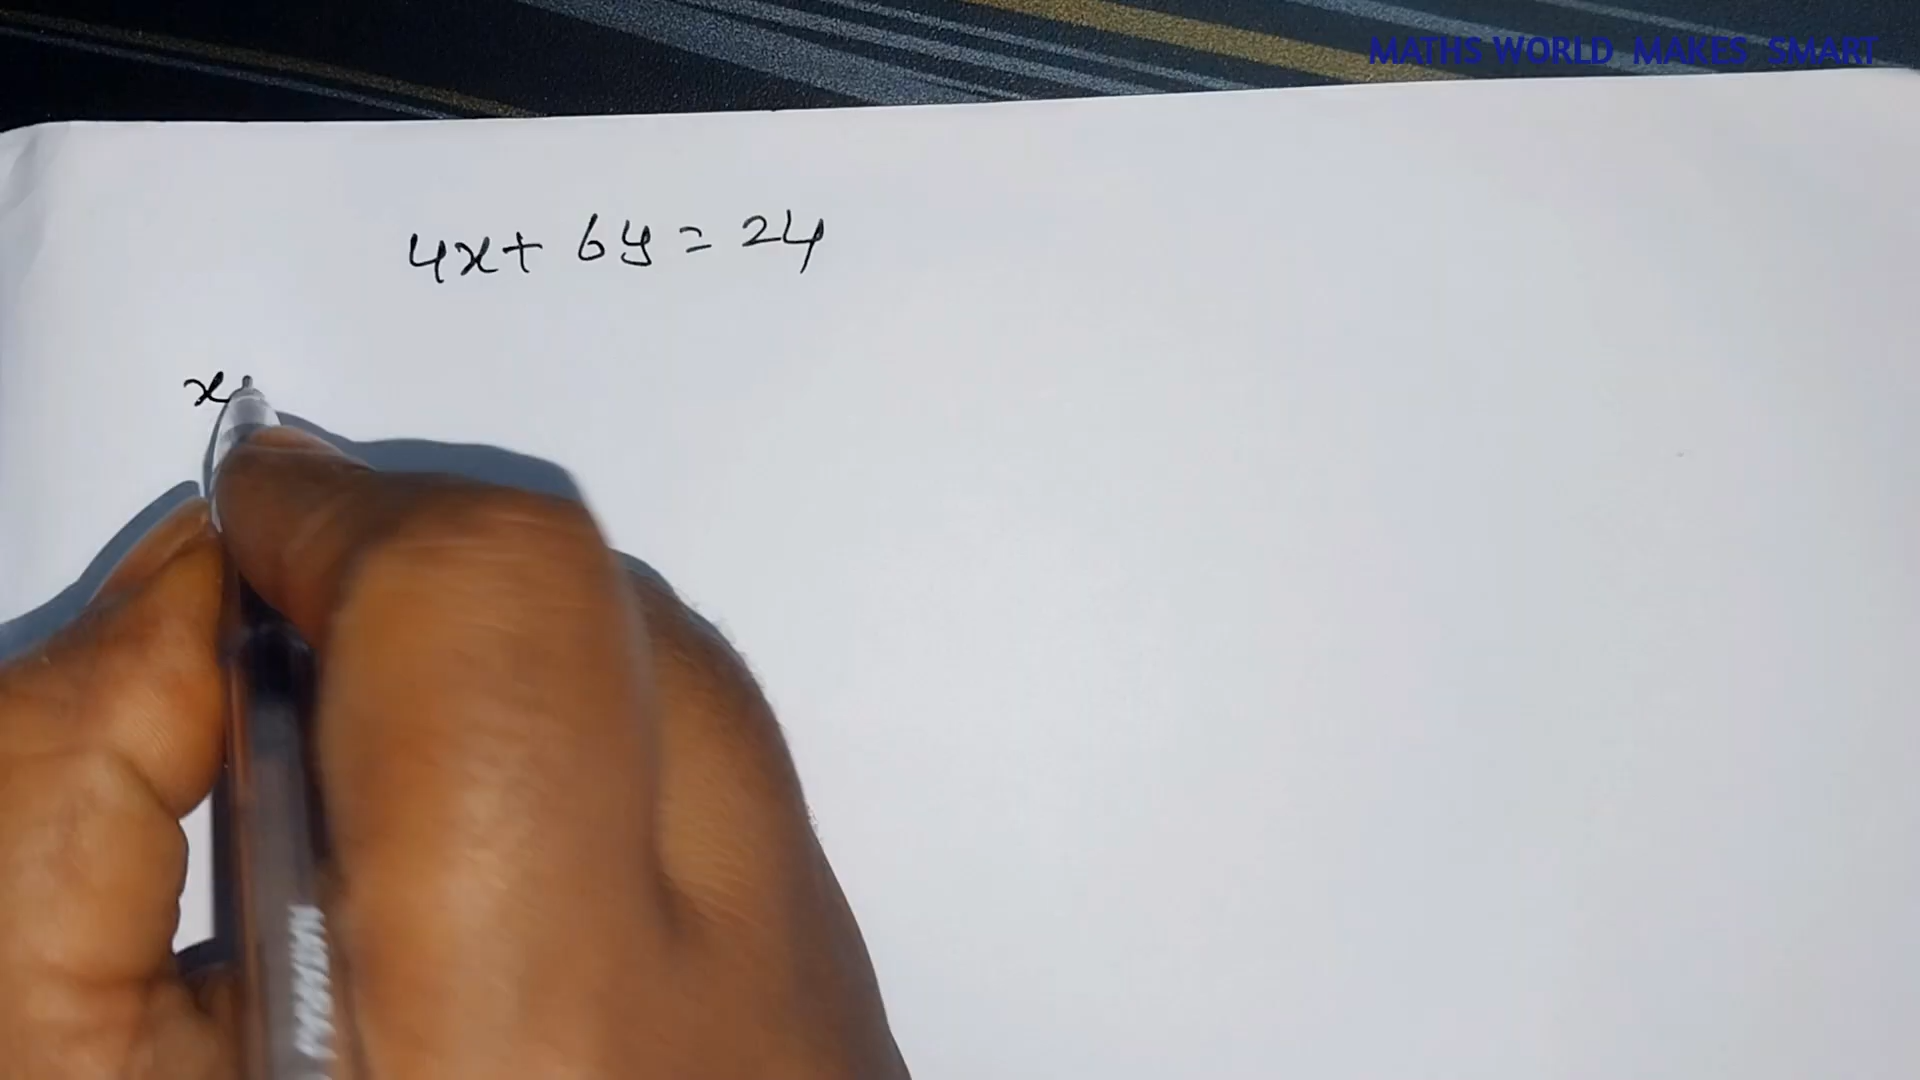 MATHS WORLD MAKES SMART
4x + 6y = 24
x